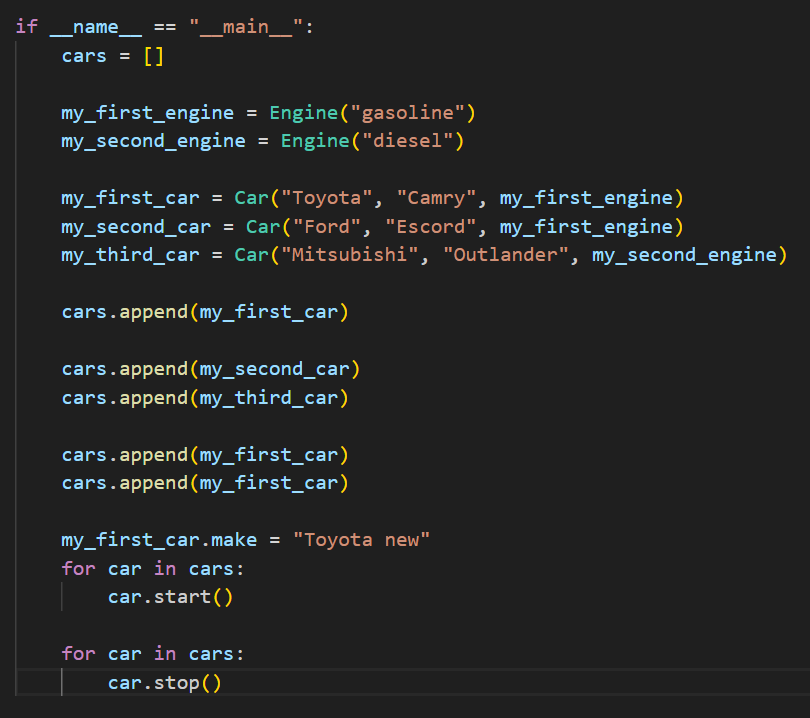 if __name__ == "__main__":
    cars = []

    my_first_engine = Engine("gasoline")
    my_second_engine = Engine("diesel")

    my_first_car = Car("Toyota", "Camry", my_first_engine)
    my_second_car = Car("Ford", "Escord", my_first_engine)
    my_third_car = Car("Mitsubishi", "Outlander", my_second_engine)

    cars.append(my_first_car)

    cars.append(my_second_car)
    cars.append(my_third_car)

    cars.append(my_first_car)
    cars.append(my_first_car)

    my_first_car.make = "Toyota new"
    for car in cars:
        car.start()

    for car in cars:
        car.stop()